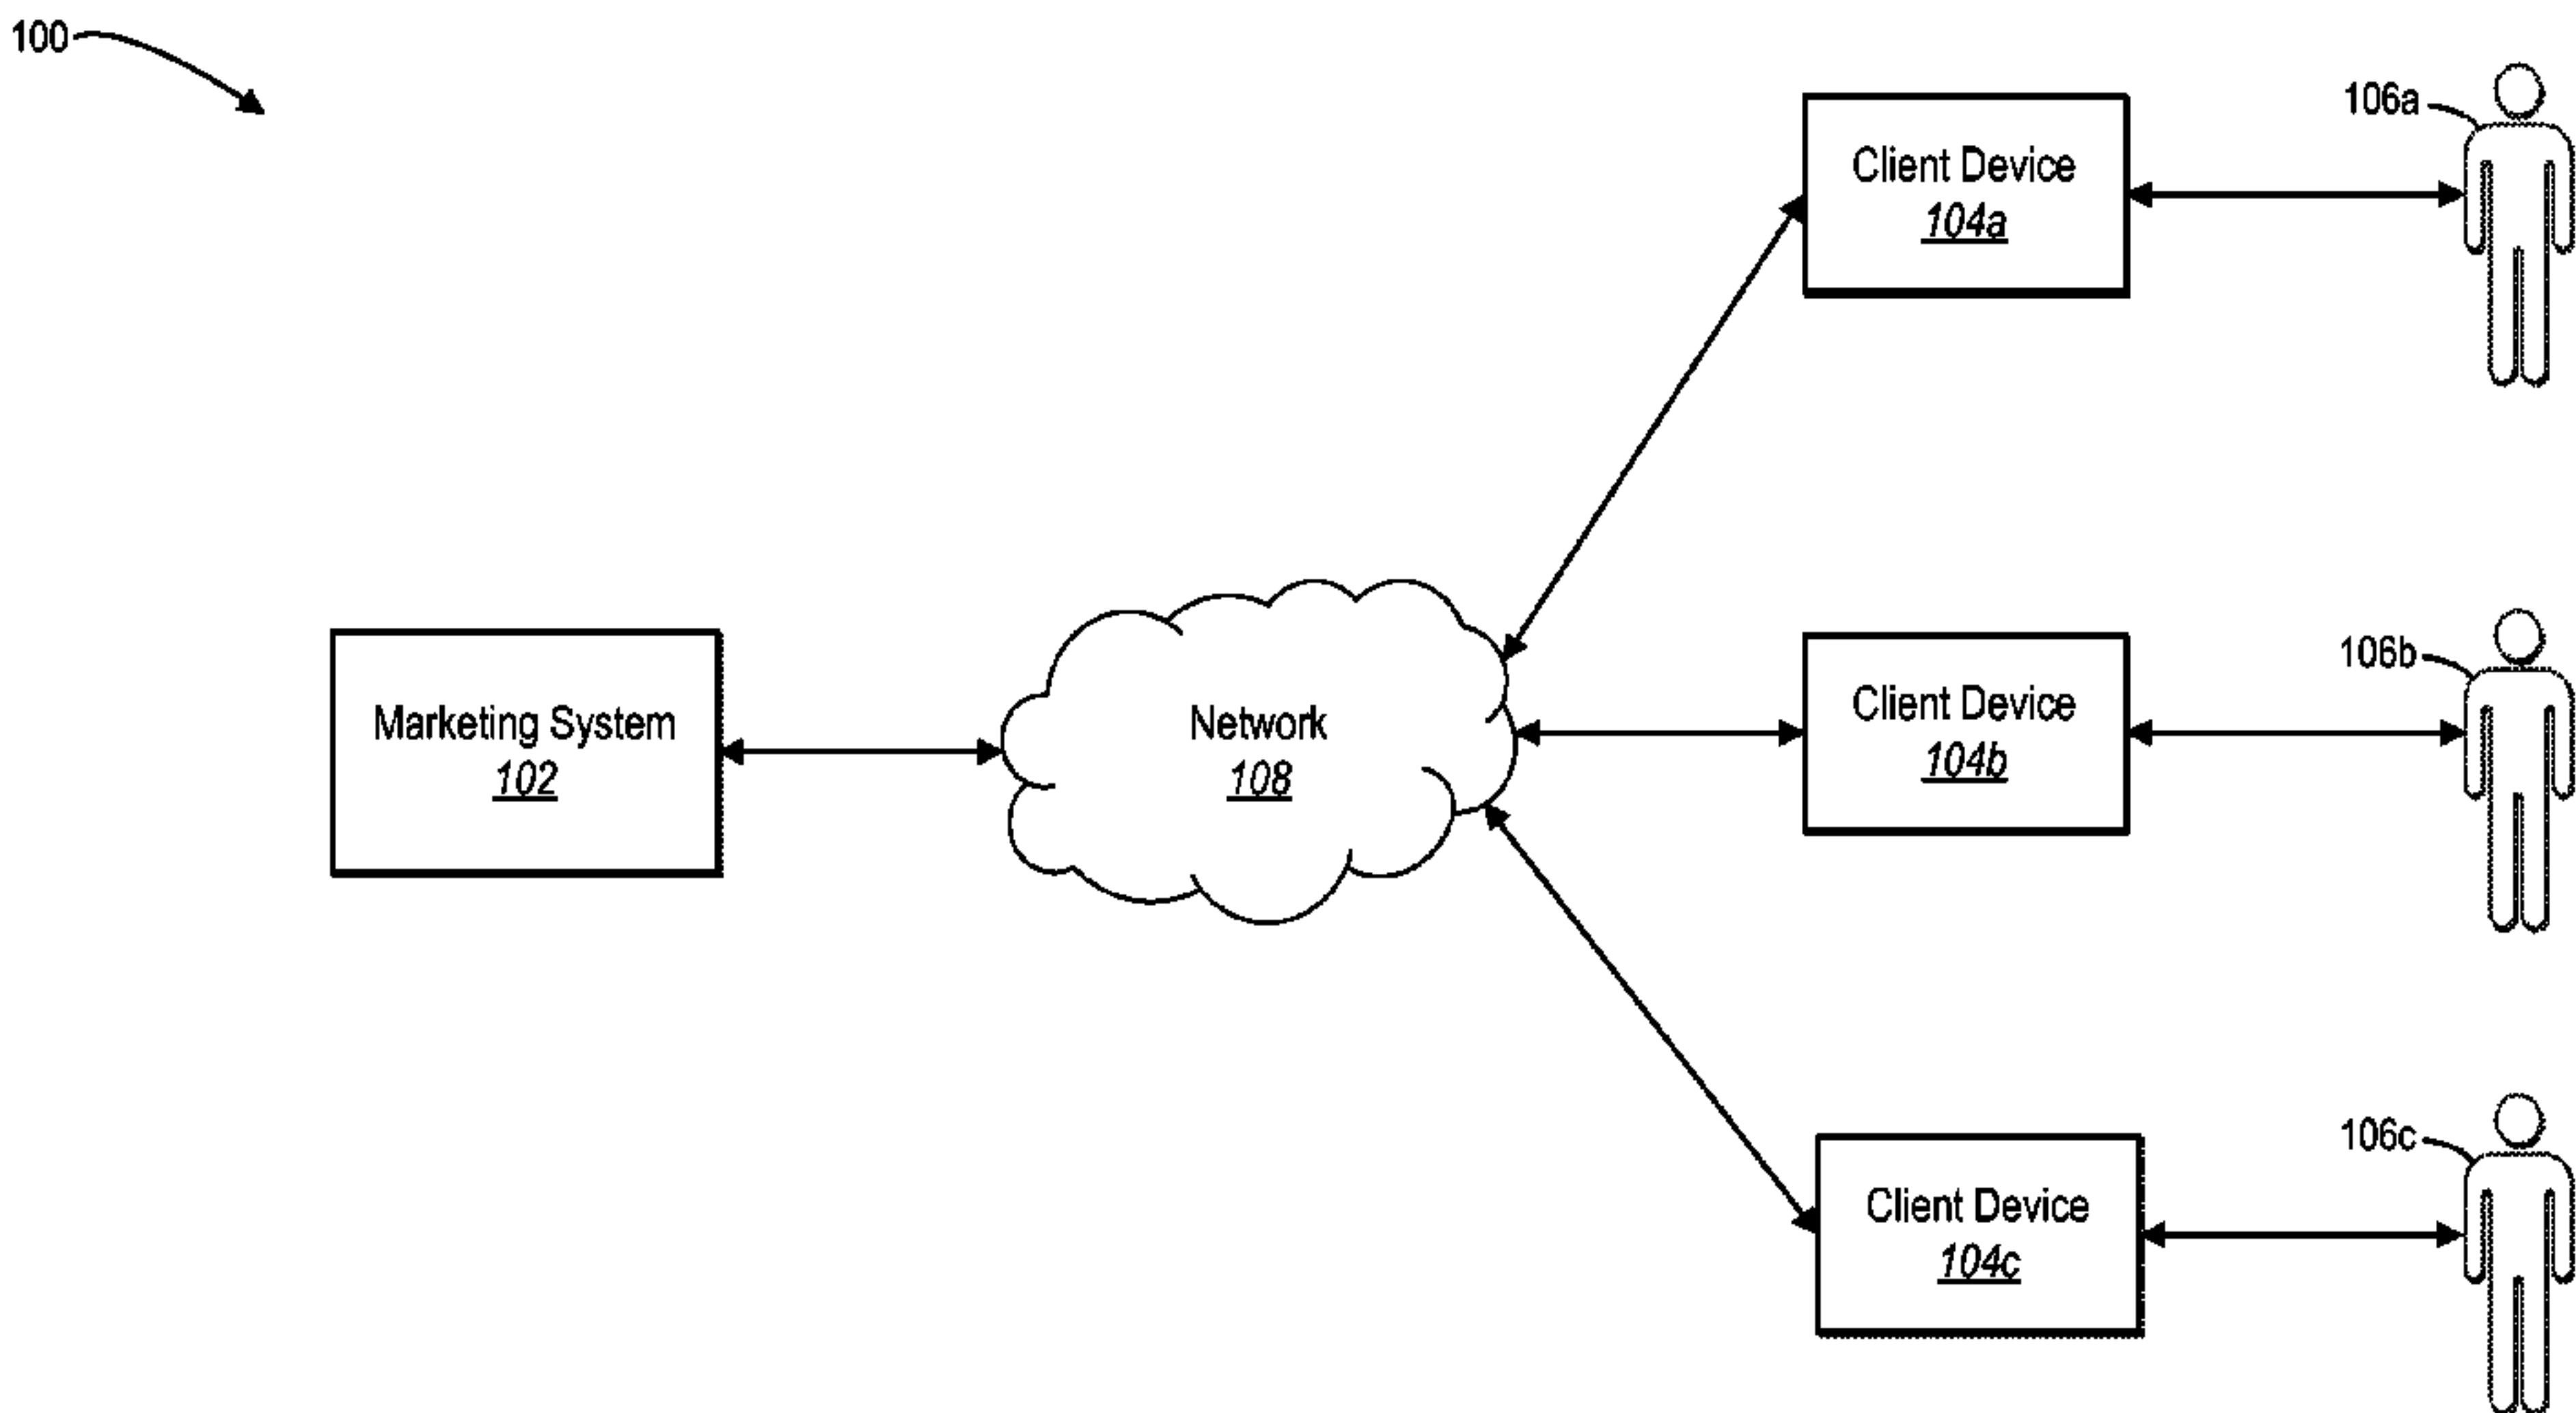 100
106a
Client Device
104a
106b
Client Device
104b
Marketing System
102
Network
108
106c
Client Device
104c